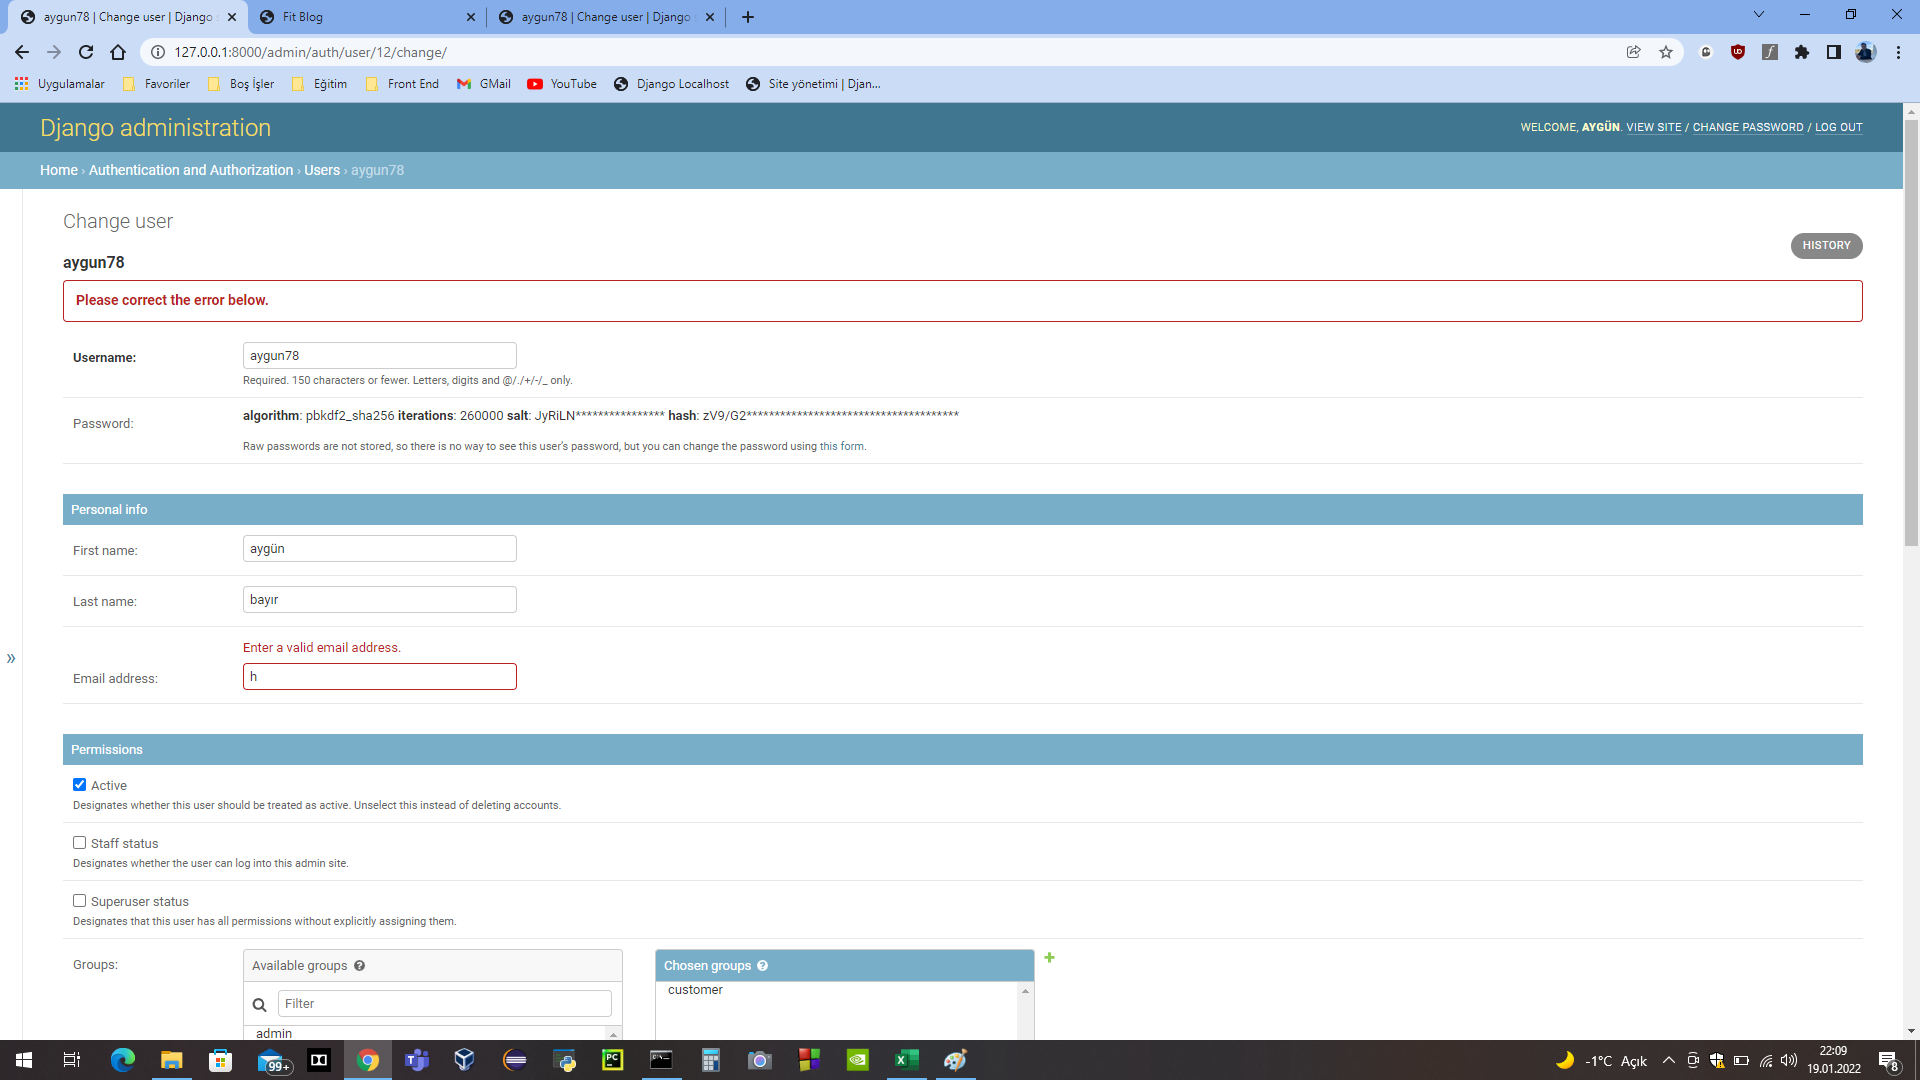 aygun78 | Change user | Django
Fit Blog
aygun78 | Change user | Django
127.0.0.1:8000/admin/auth/user/12/change/
Uygulamalar
Favoriler
Boş İşler
Eğitim
Front End
GMail
YouTube
Django Localhost
Site yönetimi | Djan...
Django administration
WELCOME, AYGÜN. VIEW SITE / CHANGE PASSWORD / LOG OUT
Home › Authentication and Authorization › Users › aygun78
Change user
HISTORY
aygun78
Please correct the error below.
Username:
aygun78
Required. 150 characters or fewer. Letters, digits and @/./+/-/_ only.
Password:
algorithm: pbkdf2_sha256 iterations: 260000 salt: JyRiLN**************** hash: zV9/G2**************************************
Raw passwords are not stored, so there is no way to see this user's password, but you can change the password using this form.
Personal info
First name:
aygün
Last name:
bayır
Enter a valid email address.
Email address:
h
Permissions
Active
Designates whether this user should be treated as active. Unselect this instead of deleting accounts.
Staff status
Designates whether the user can log into this admin site.
Superuser status
Designates that this user has all permissions without explicitly assigning them.
Groups:
Available groups
Filter
admin
Chosen groups
customer
99+
-1°C Açık
22:09
19.01.2022
8